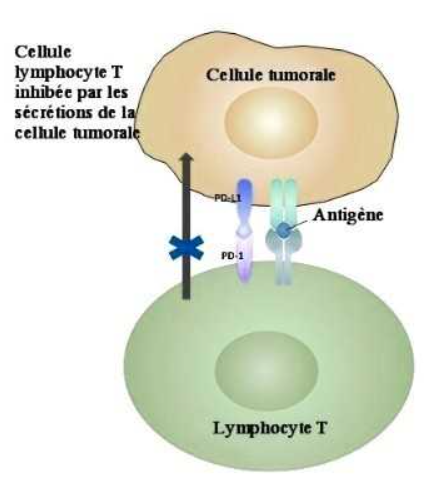 Cellule
lymphocyte T
inhibée par les
sécrétions de la
cellule tumorale
Cellule tumorale
PD-L1
Antigène
PD-1
Lymphocyte T